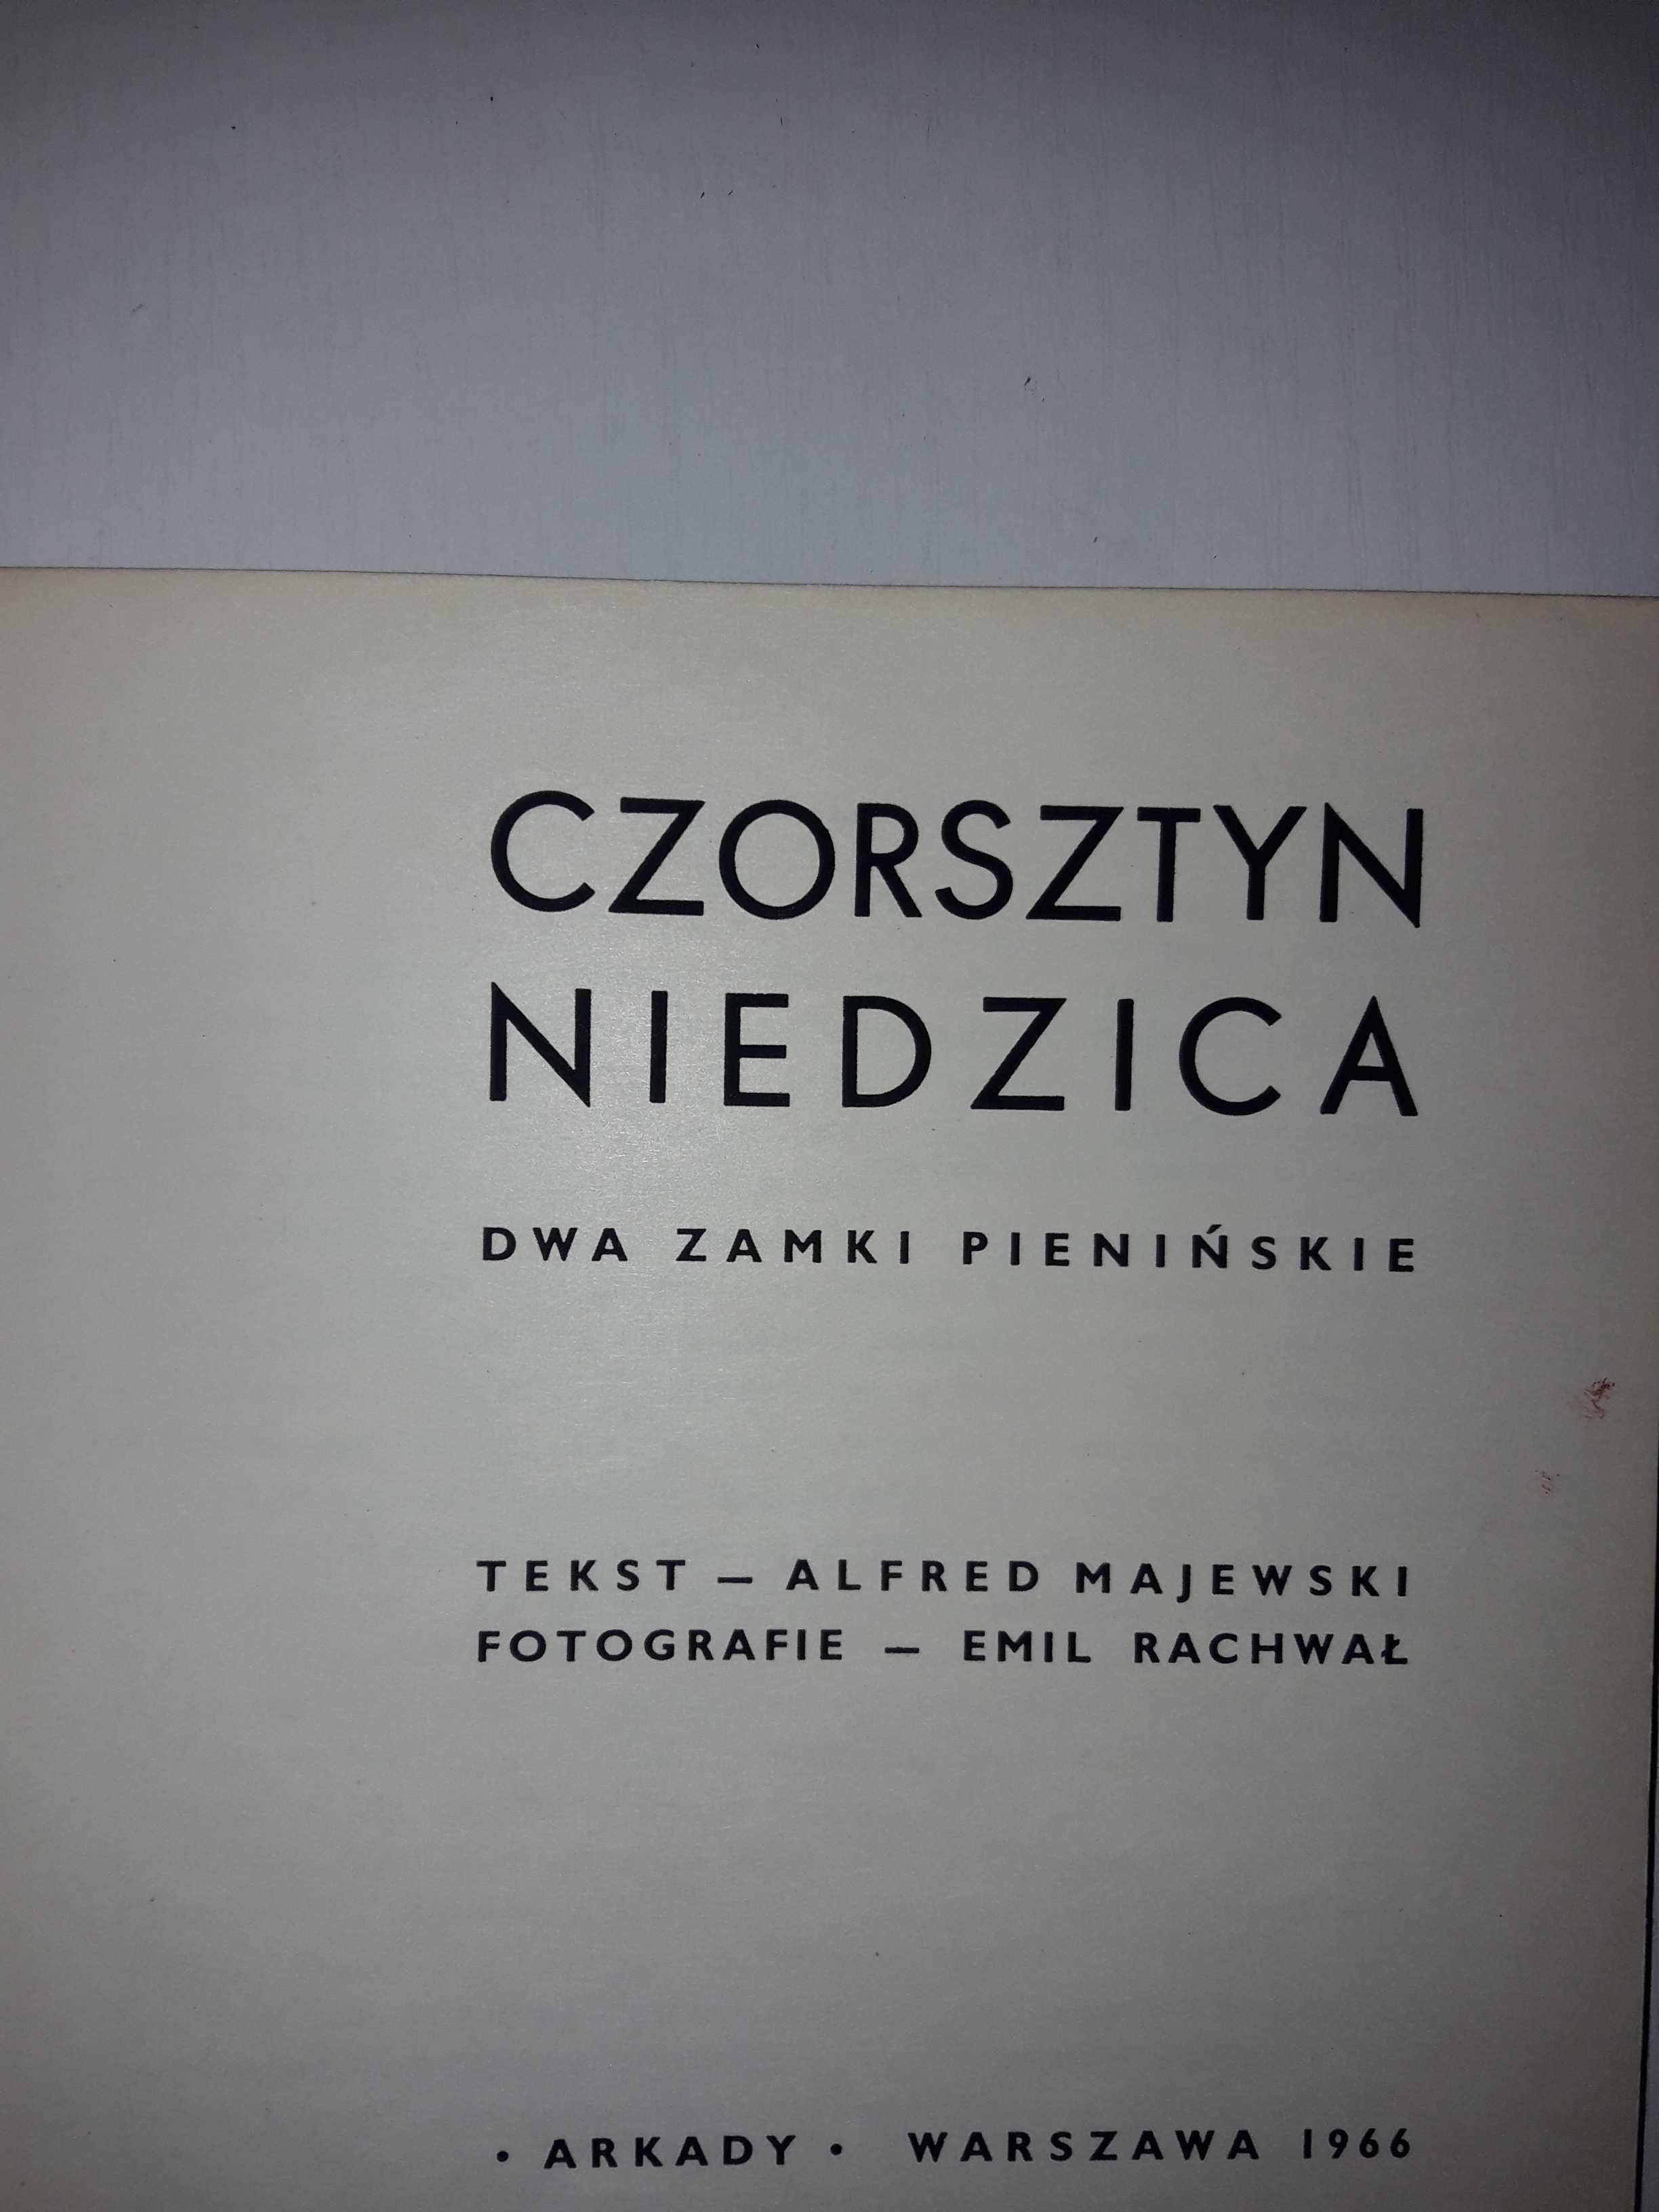 CZORSZTYN
NIEDZICA
DWA ZAMKI PIENIŃSKIE
TEKST — ALFRED MAJEWSKI
FOTOGRAFIE — EMIL RACHWAŁ
• ARKADY • WARSZAWA 1966